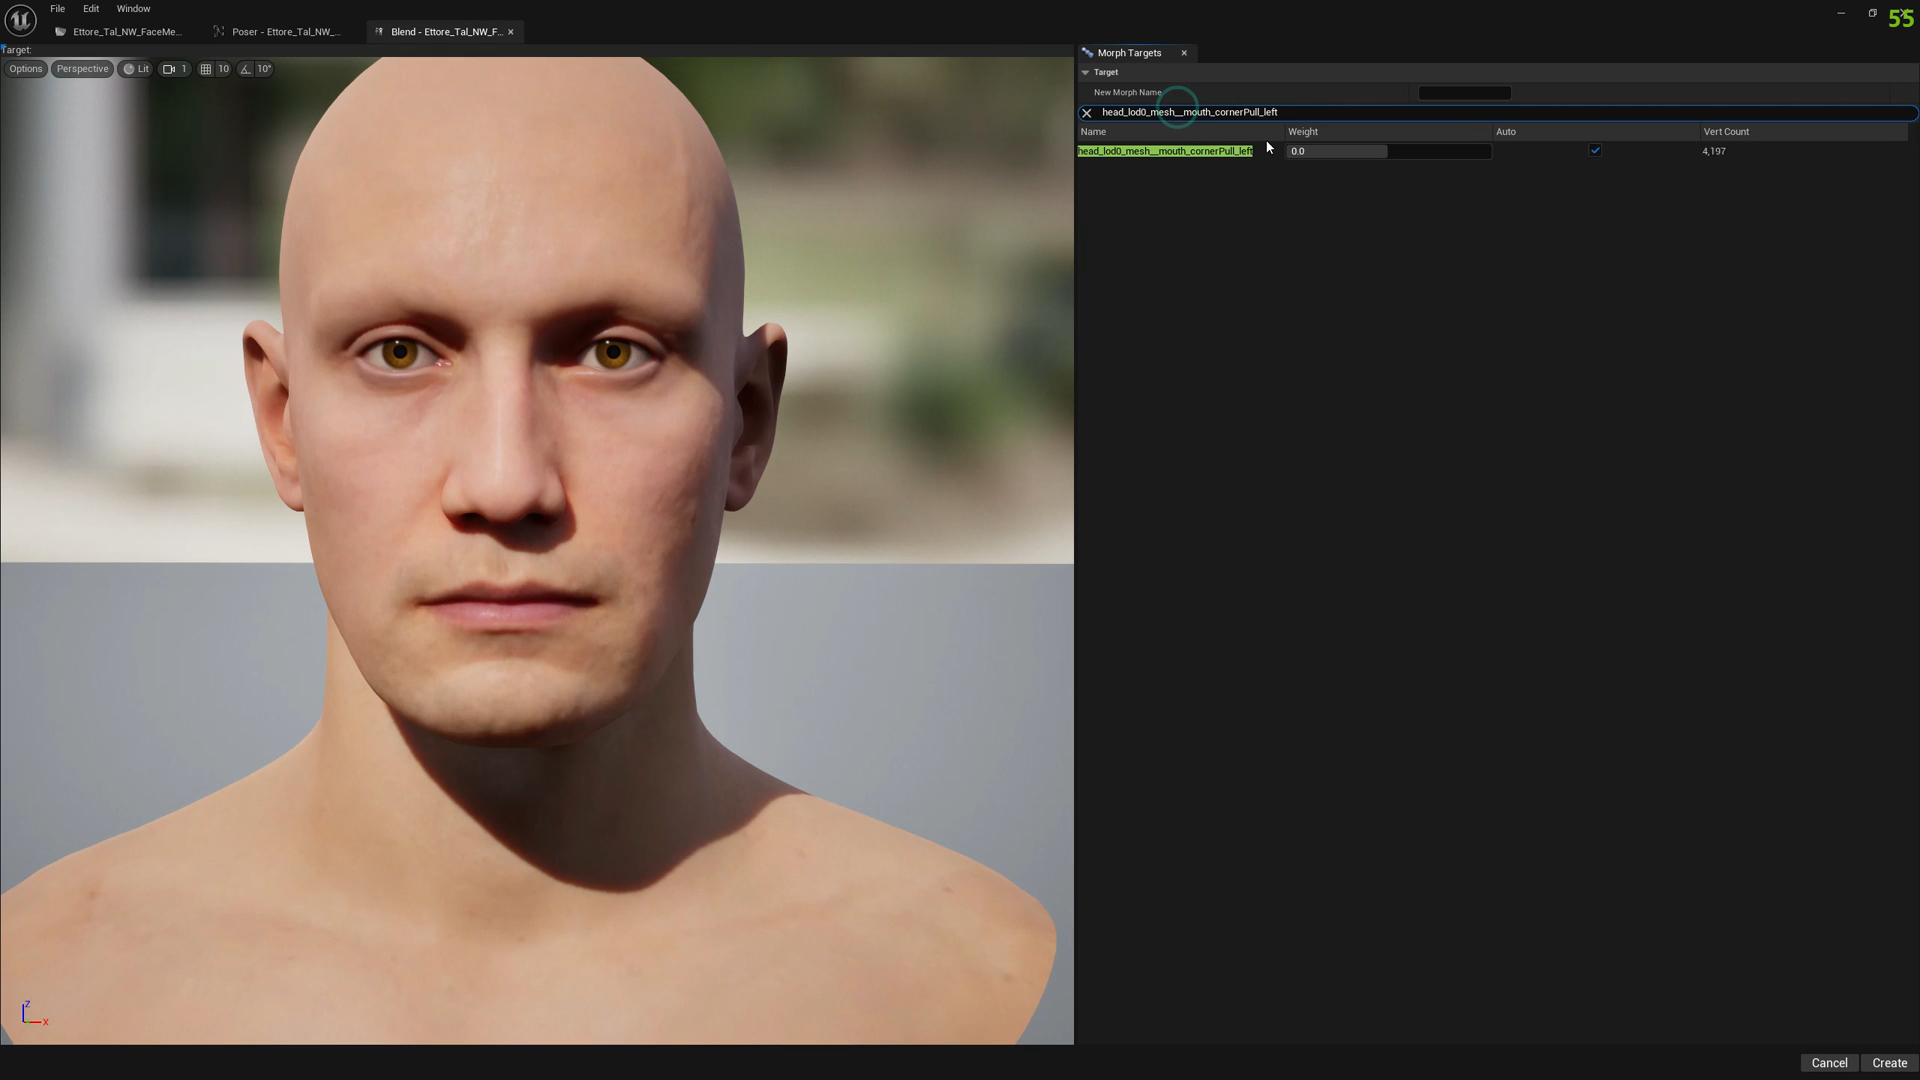 File Edit Window
55
Ettore_Tal_NW_FaceMe...
Poser - Ettore_Tal_NW_...
Blend - Ettore_Tal_NW_F...
Target:
Options Perspective Lit 1 10 10°
Morph Targets
Target
New Morph Name
head_lod0_mesh__mouth_cornerPull_left
Name Weight Auto Vert Count
head_lod0_mesh__mouth_cornerPull_left 0.0 4,197
Z
X
Cancel Create